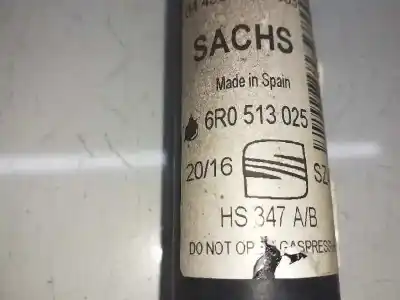 SACHS
Made in Spain
6R0 513 025
20/16
HS 347 A/B
DO NOT OP